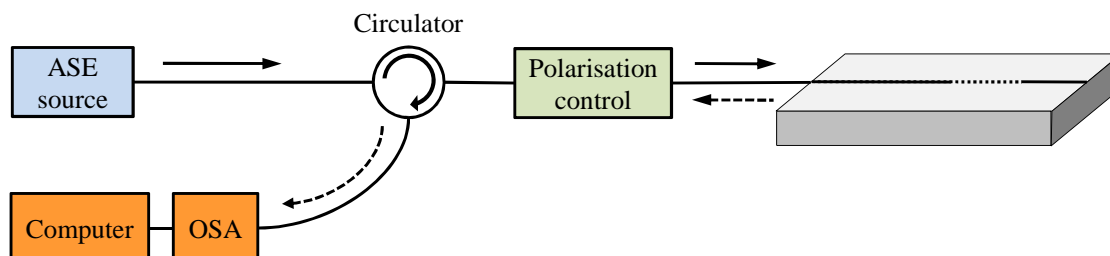 Circulator
ASE
source
Polarisation
control
Computer
OSA